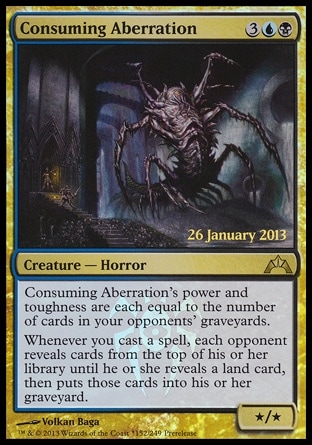 Consuming Aberration 3
26 January 2013
Creature — Horror
Consuming Aberration's power and
toughness are each equal to the number
of cards in your opponents' graveyards.
Whenever you cast a spell, each opponent
reveals cards from the top of his or her
library until he or she reveals a land card,
then puts those cards into his or her
graveyard.
Volkan Baga
™ & © 2013 Wizards of the Coast *152/249 Prerelease
*/*